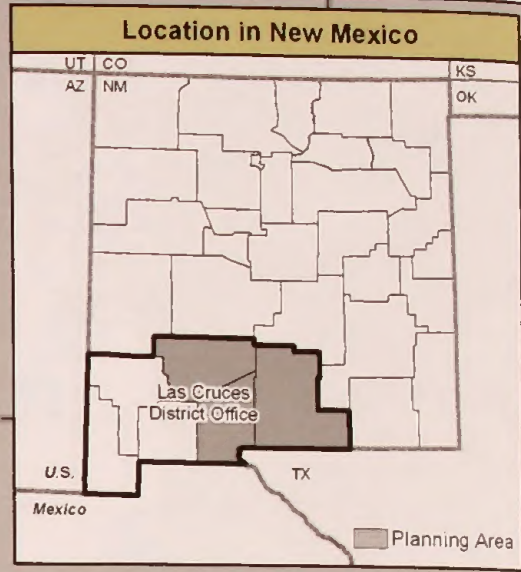 Location in New Mexico
UT CO
KS
AZ NM
OK
Las Cruces
District Office
U.S.
TX
Mexico
Planning Area